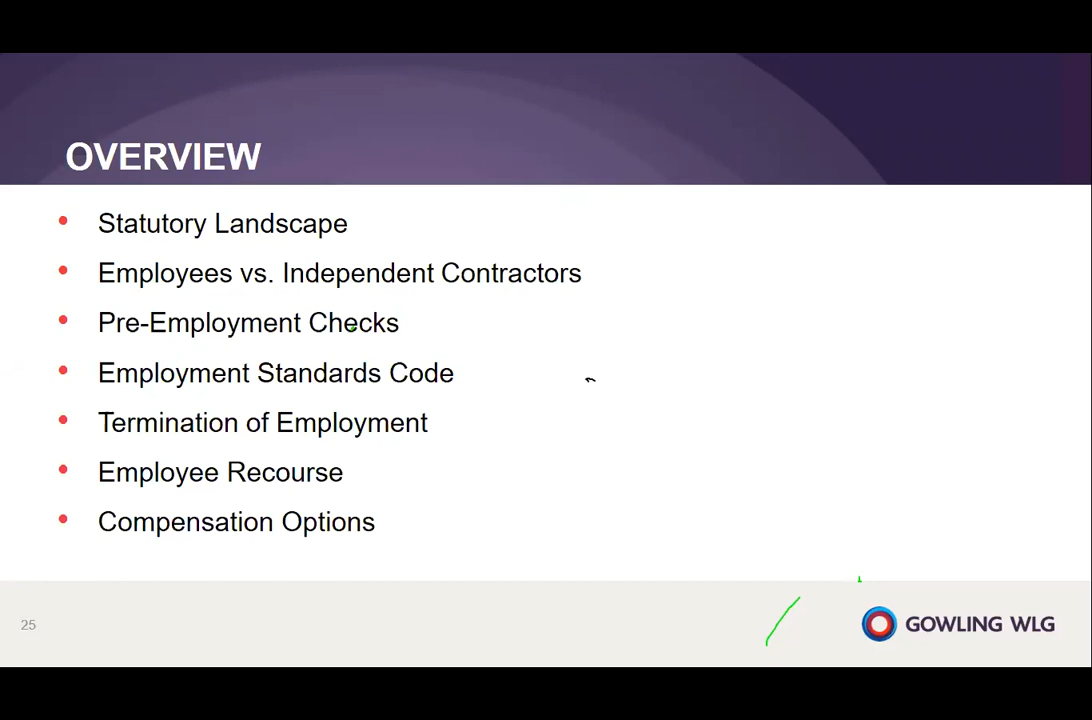 OVERVIEW
• Statutory Landscape
• Employees vs. Independent Contractors
• Pre-Employment Checks
• Employment Standards Code
• Termination of Employment
• Employee Recourse
• Compensation Options
25
GOWLING WLG